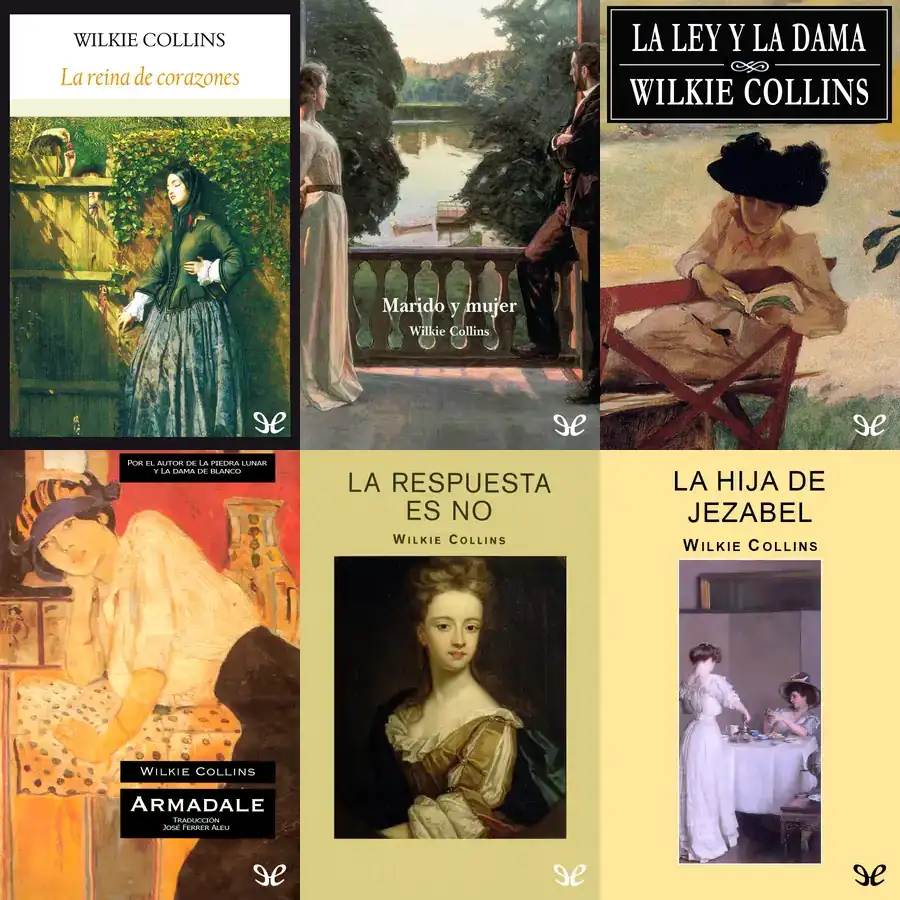 WILKIE COLLINS
La reina de corazones
Marido y mujer
Wilkie Collins
LA LEY Y LA DAMA
WILKIE COLLINS
POR EL AUTOR DE LA PIEDRA LUNAR
Y LA DAMA DE BLANCO
WILKIE COLLINS
ARMADALE
TRADUCCIÓN
JOSÉ FERRER ALEU
LA RESPUESTA
ES NO
WILKIE COLLINS
LA HIJA DE
JEZABEL
WILKIE COLLINS